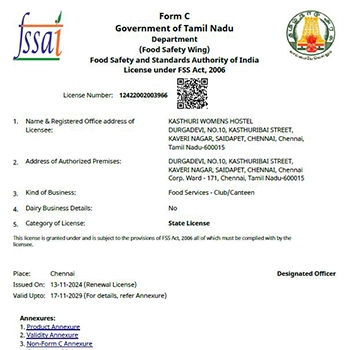 fssai
Form C
Government of Tamil Nadu
Department
(Food Safety Wing)
Food Safety and Standards Authority of India
License under FSS Act, 2006
License Number: 12422002003966
1. Name & Registered Office address of Licensee: KASTHURI WOMENS HOSTEL
DURGADEVI, NO.10, KASTHURIBAI STREET,
KAVERI NAGAR, SAIDAPET, CHENNAI, Chennai,
Tamil Nadu-600015
2. Address of Authorized Premises: DURGADEVI, NO.10, KASTHURIBAI STREET,
KAVERI NAGAR, SAIDAPET, CHENNAI, Chennai
Corp. Ward - 171, Chennai, Tamil Nadu-600015
3. Kind of Business: Food Services - Club/Canteen
4. Dairy Business Details: No
5. Category of License: State License
This license is granted under and is subject to the provisions of FSS Act, 2006 all of which must be complied with by the
licensee.
Place: Chennai Designated Officer
Issued On: 13-11-2024 (Renewal License)
Valid Upto: 17-11-2029 (For details, refer Annexure)
Annexures:
1. Product Annexure
2. Validity Annexure
3. Non-Form C Annexure